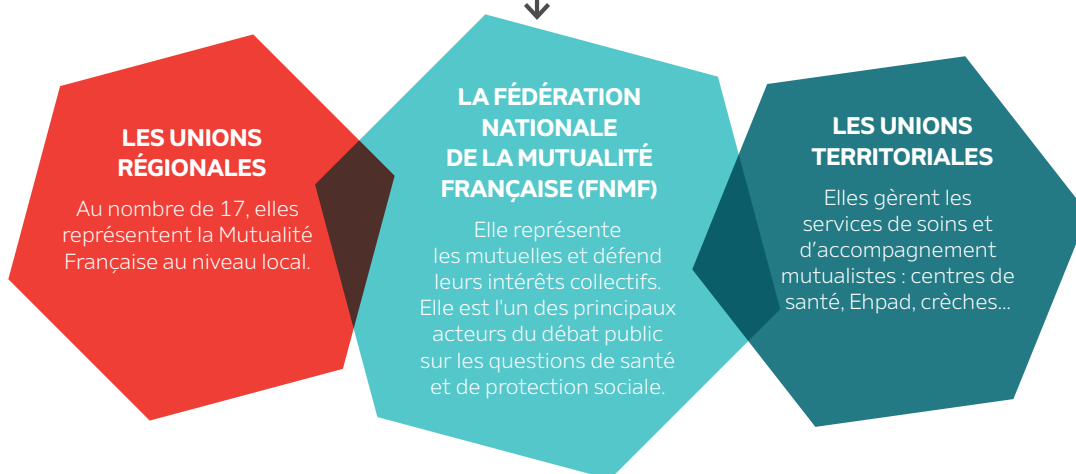 LES UNIONS
RÉGIONALES
Au nombre de 17, elles
représentent la Mutualité
Française au niveau local.
LA FÉDÉRATION
NATIONALE
DE LA MUTUALITÉ
FRANÇAISE (FNMF)
Elle représente
les mutuelles et défend
leurs intérêts collectifs.
Elle est l'un des principaux
acteurs du débat public
sur les questions de santé
et de protection sociale.
LES UNIONS
TERRITORIALES
Elles gèrent les
services de soins et
d'accompagnement
mutualistes : centres de
santé, Ehpad, crèches...